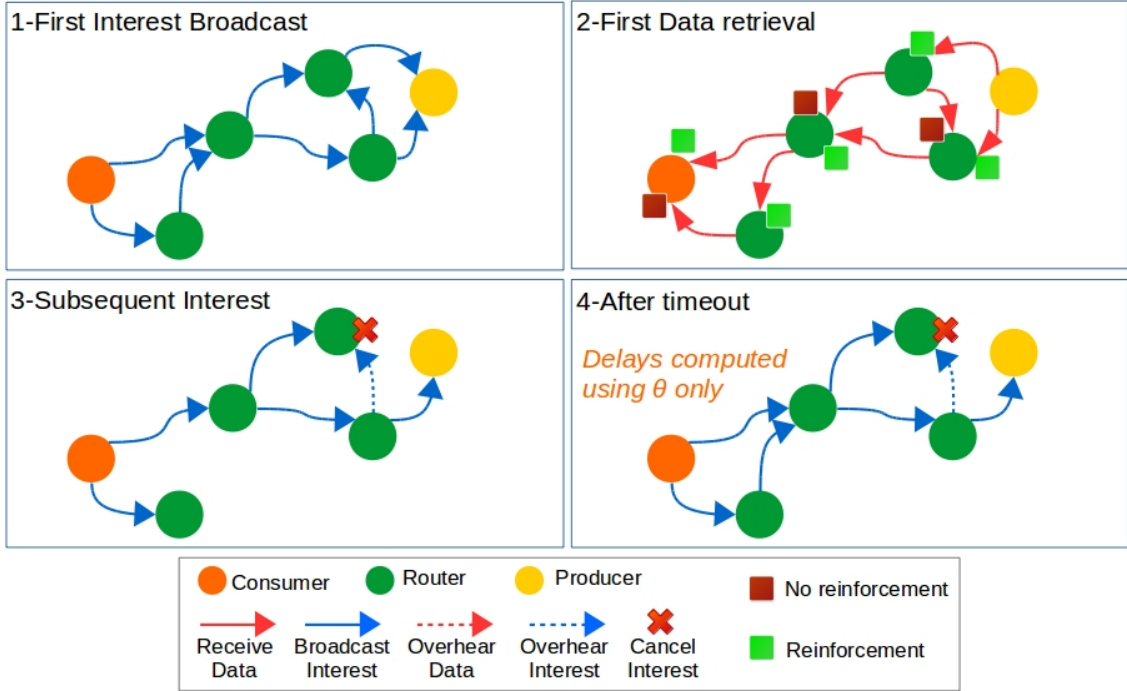 1-First Interest Broadcast
2-First Data retrieval
3-Subsequent Interest
4-After timeout
Delays computed
using θ only
Consumer
Router
Producer
No reinforcement
Receive
Data
Broadcast
Interest
Overhear
Data
Overhear
Interest
Cancel
Interest
Reinforcement